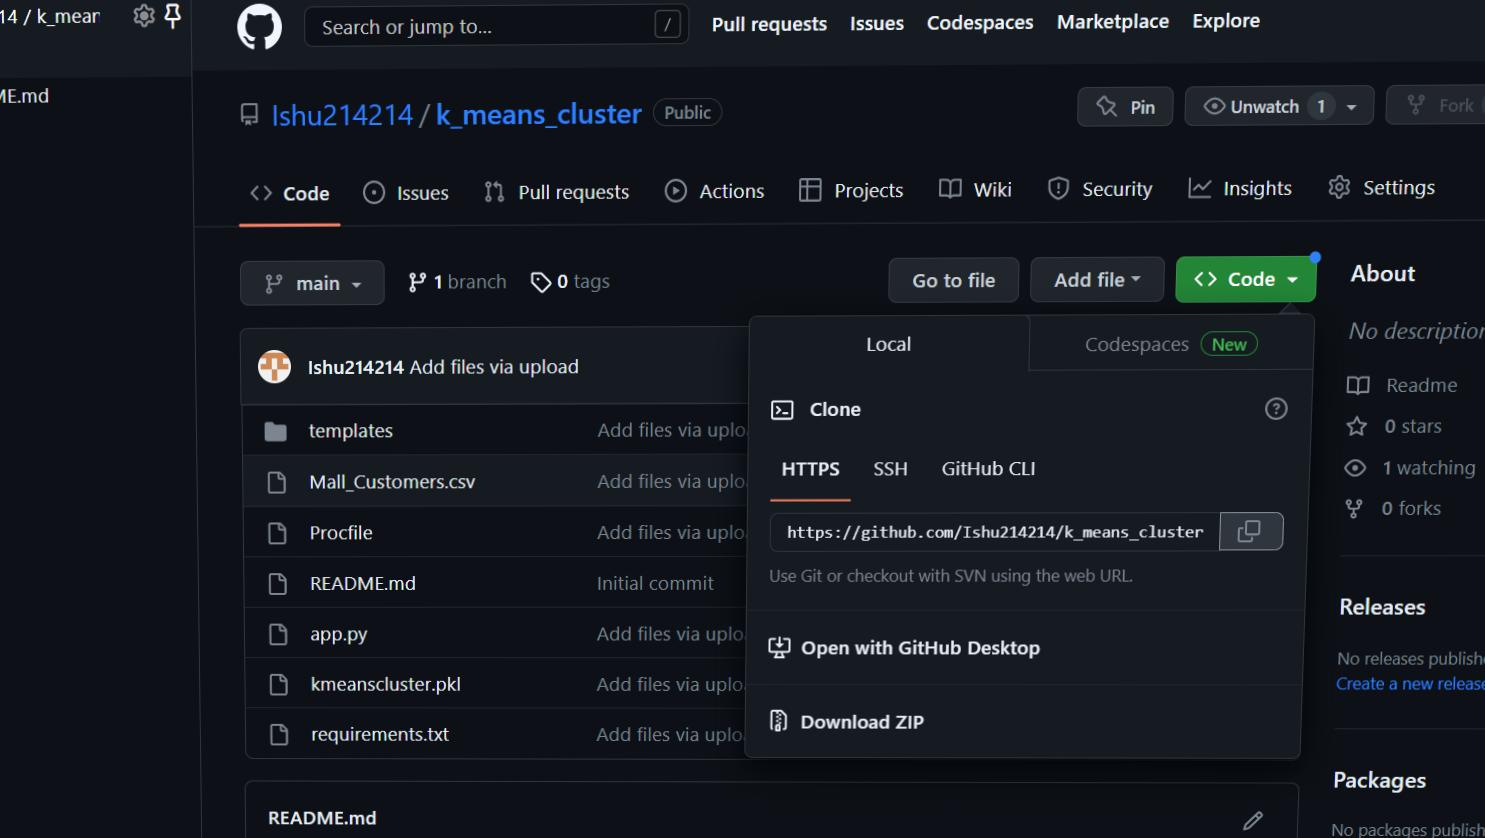 14 / k_mean
ME.md
Search or jump to... /
Pull requests Issues Codespaces Marketplace Explore
Ishu214214 / k_means_cluster Public
Pin Unwatch 1 Fork
Code Issues Pull requests Actions Projects Wiki Security Insights Settings
main 1 branch 0 tags Go to file Add file Code
About
No description
Readme
0 stars
1 watching
0 forks
Releases
No releases publishe
Create a new release
Packages
No packages publish
Ishu214214 Add files via upload
templates Add files via uplo
Mall_Customers.csv Add files via uplo
Procfile Add files via uplo
README.md Initial commit
app.py Add files via uplo
kmeanscluster.pkl Add files via uplo
requirements.txt Add files via uplo
Local Codespaces New
Clone
HTTPS SSH GitHub CLI
https://github.com/Ishu214214/k_means_cluster
Use Git or checkout with SVN using the web URL.
Open with GitHub Desktop
Download ZIP
README.md